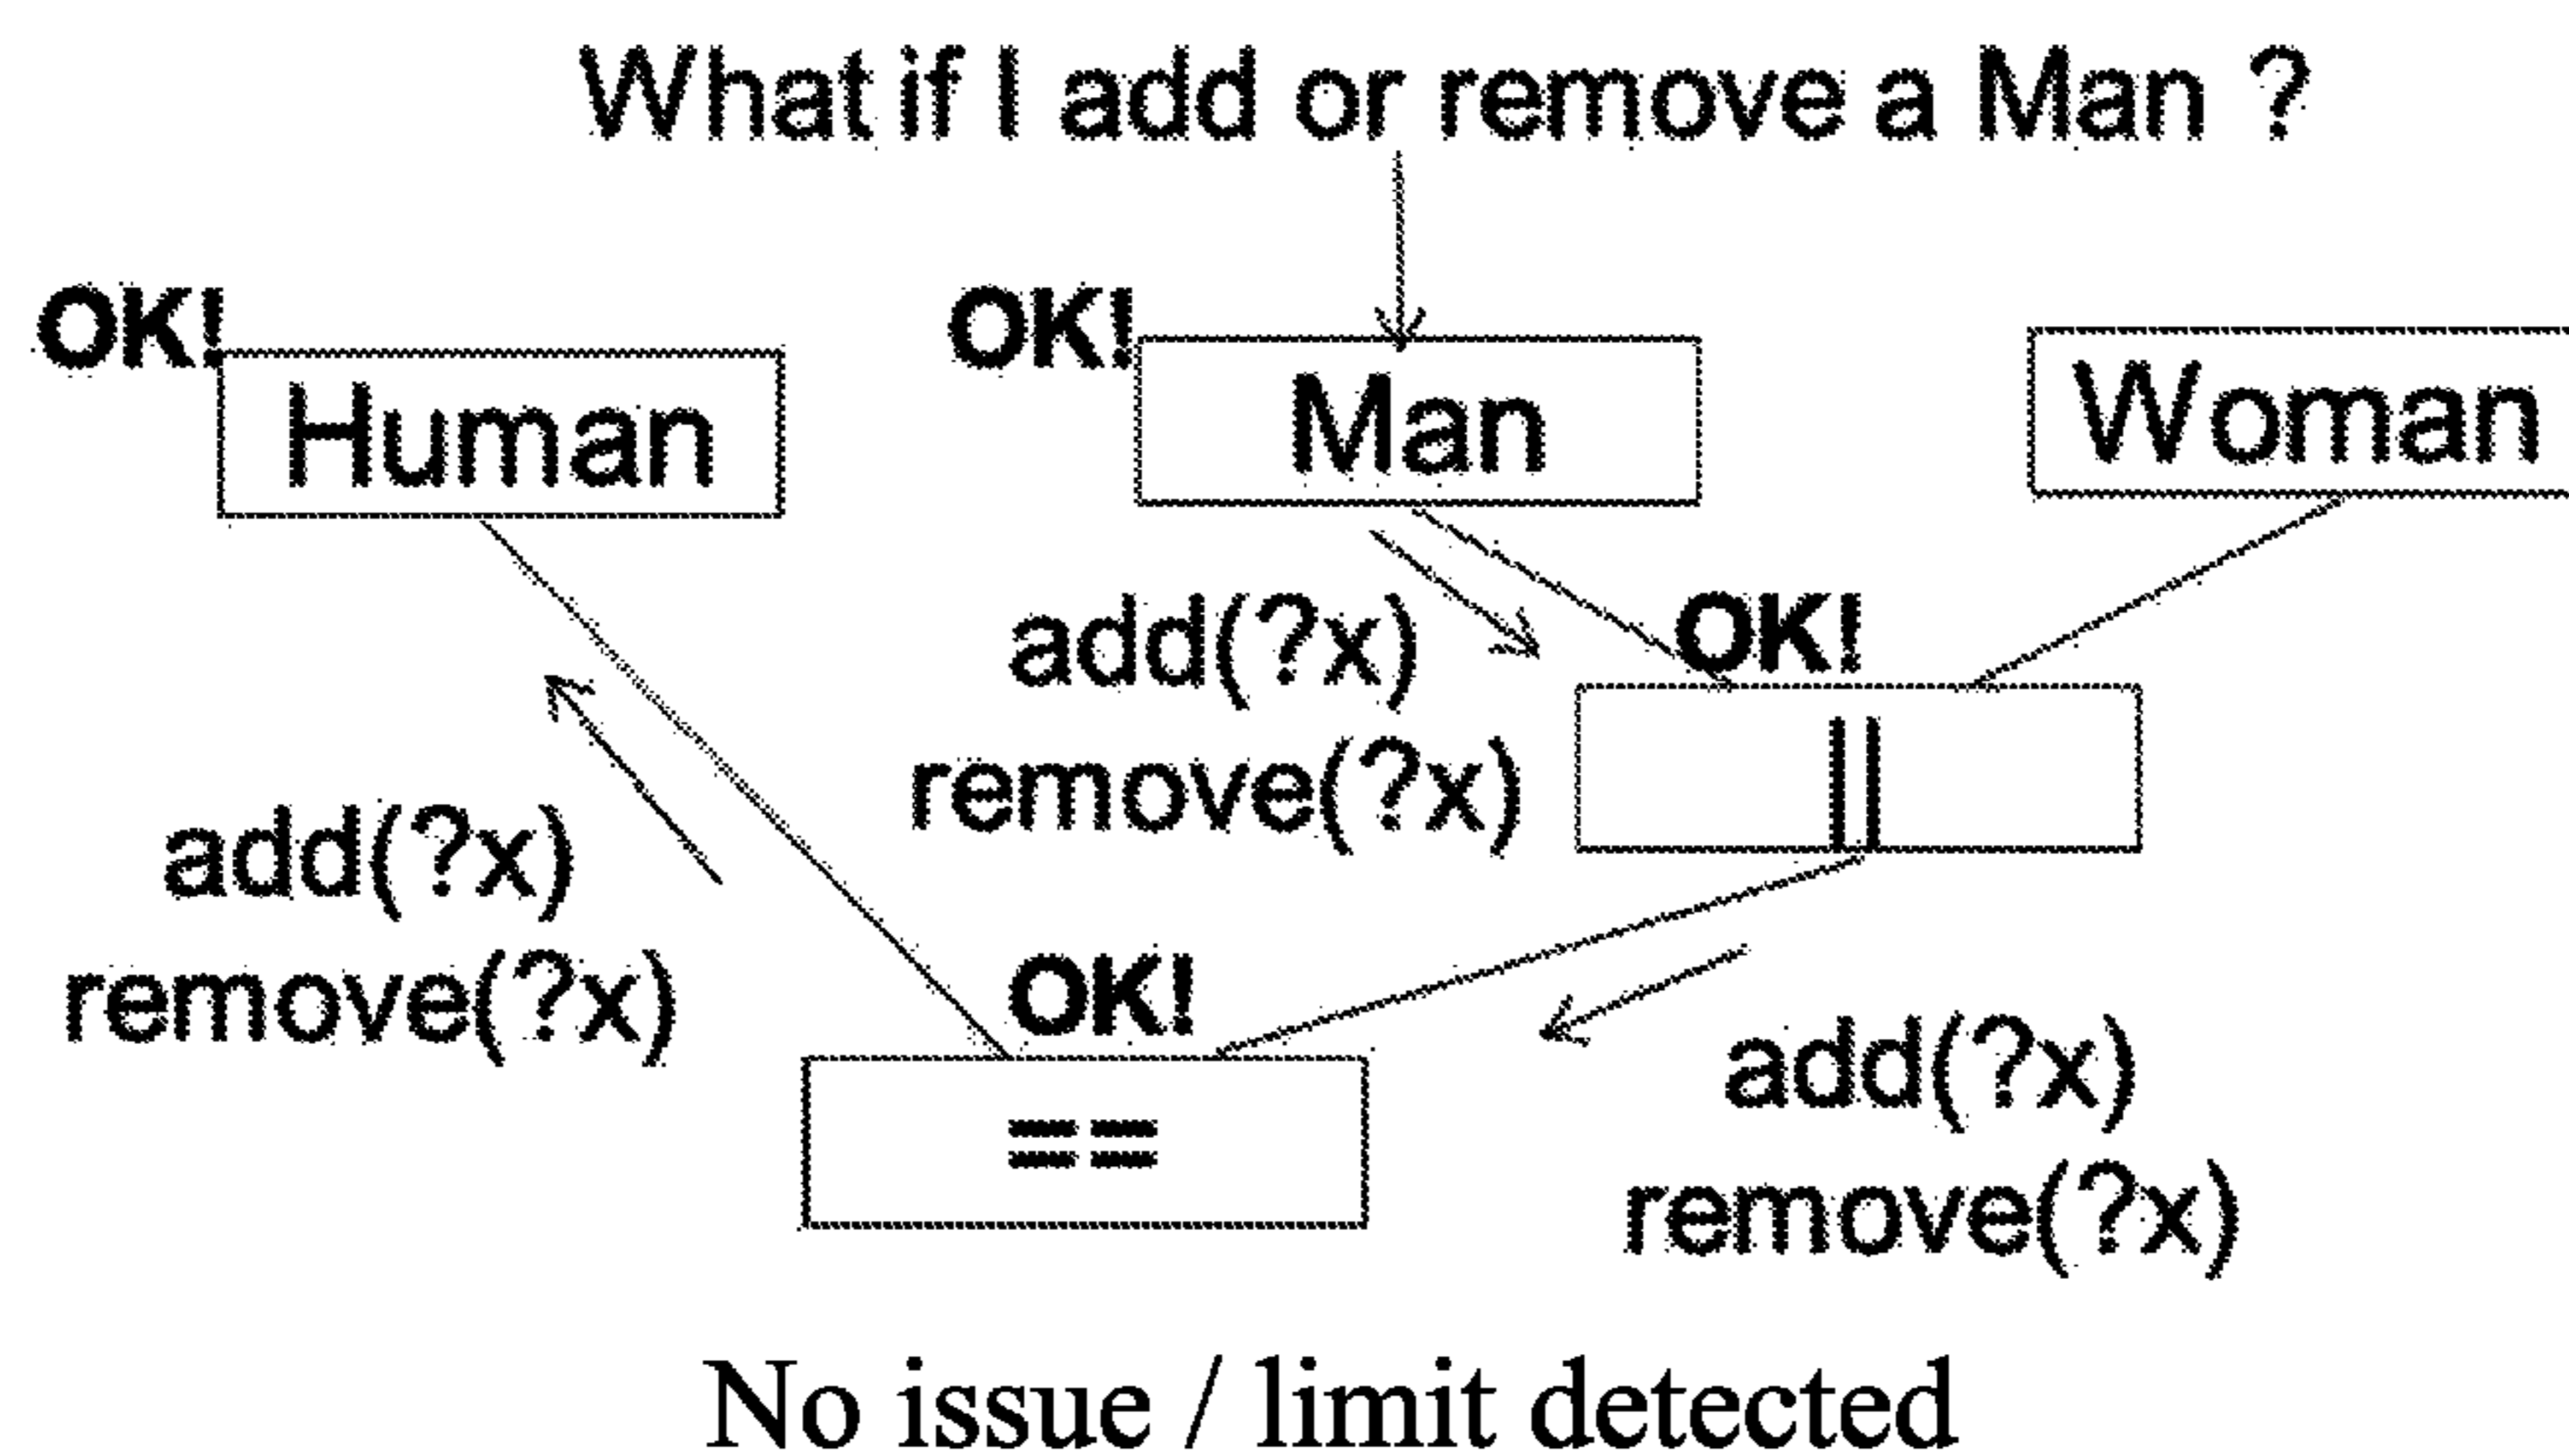 What if I add or remove a Man ?
OK!
Human
OK!
Man
Woman
add(?x)
remove(?x)
OK!
||
add(?x)
remove(?x)
OK!
==
add(?x)
remove(?x)
No issue / limit detected